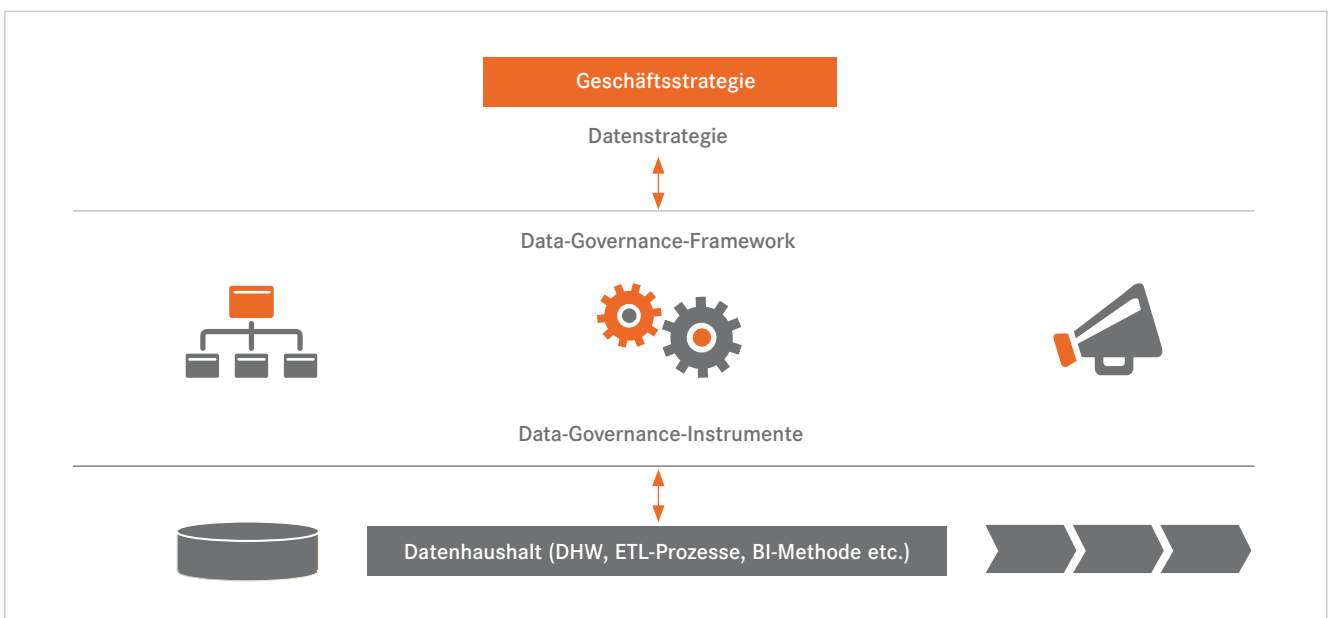 Geschäftsstrategie
Datenstrategie
Data-Governance-Framework
Data-Governance-Instrumente
Datenhaushalt (DHW, ETL-Prozesse, BI-Methode etc.)